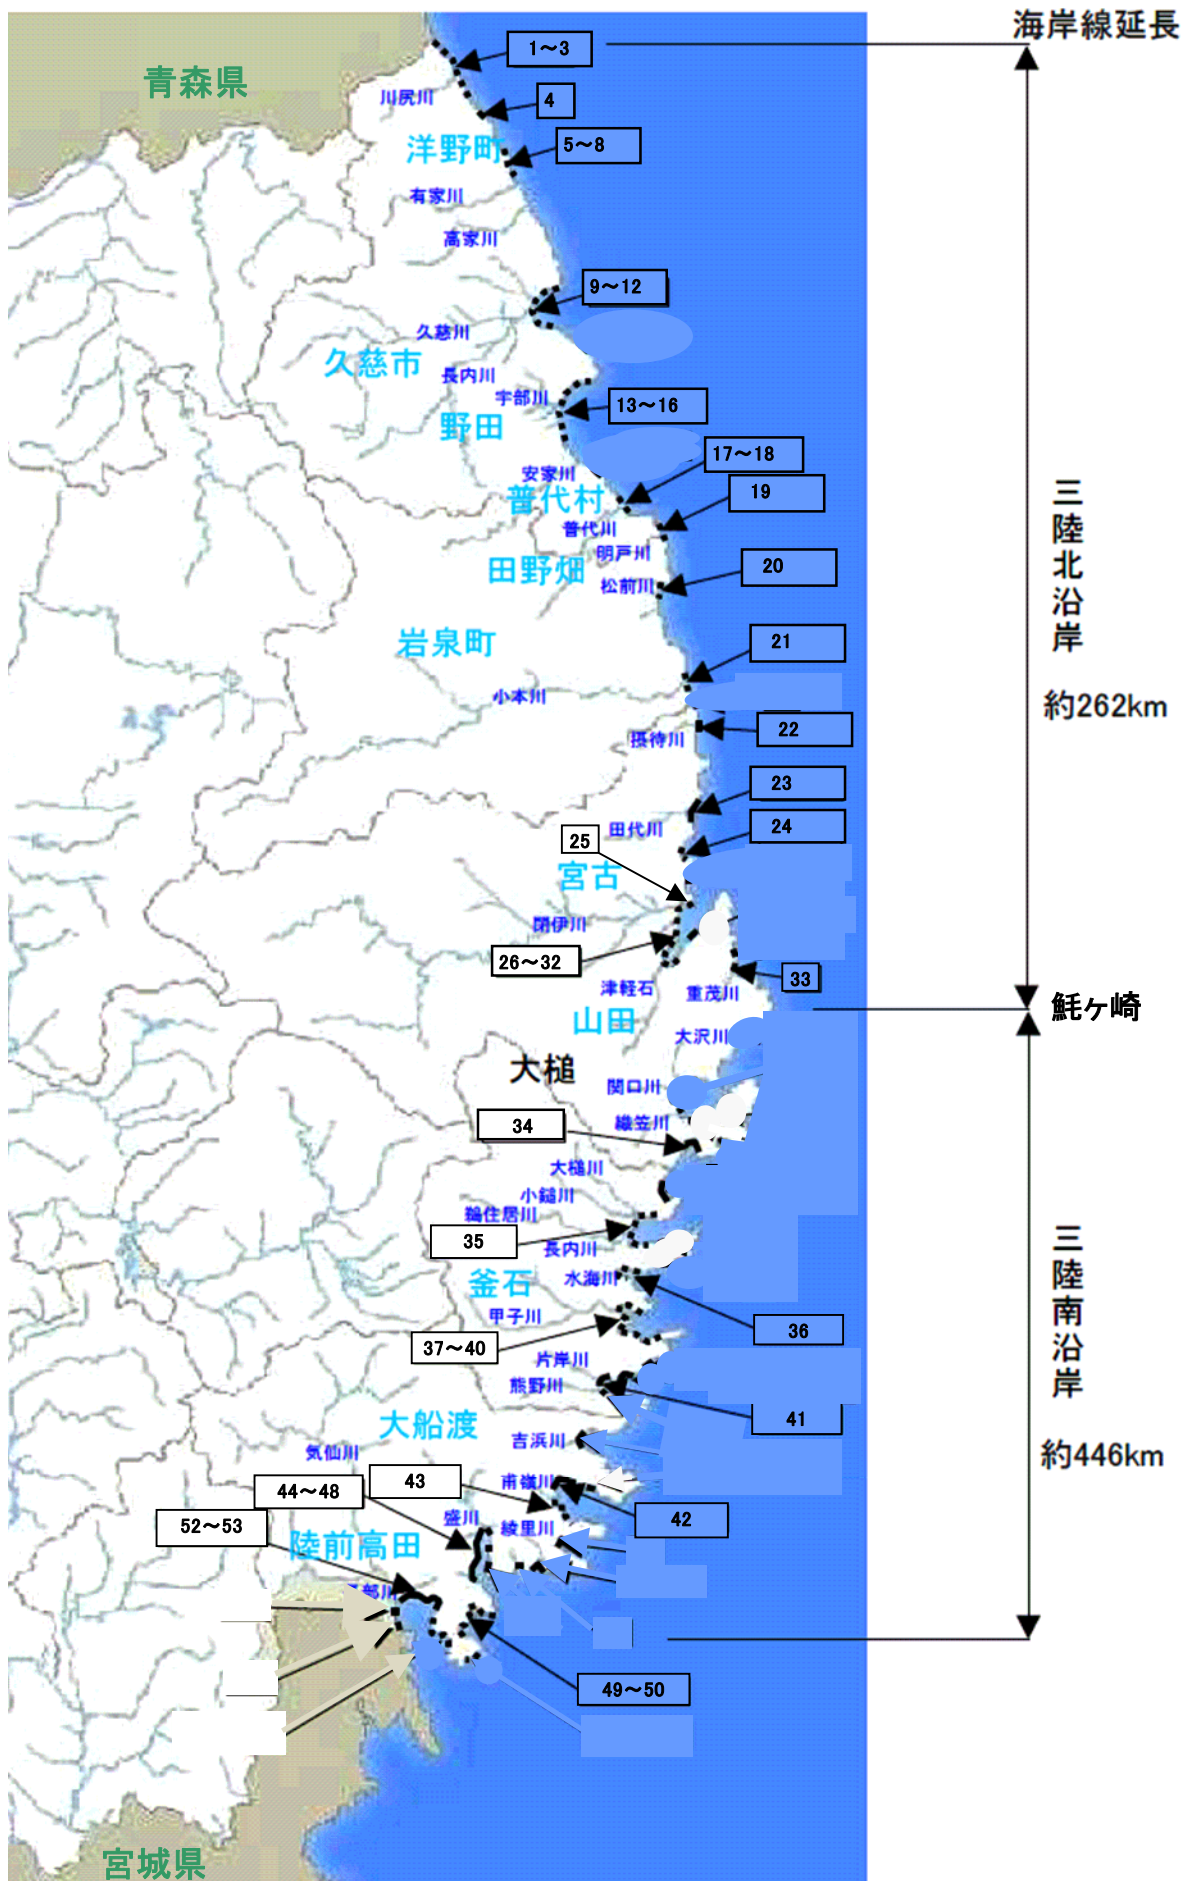 海岸線延長
1～3
青森県
川尻川
4
洋野町
5～8
有家川
高家川
9～12
久慈川
久慈市
長内川
宇部川
13～16
野田
17～18
安家川
19
普代村
普代川
明戸川
20
田野畑
松前川
三陸北沿岸
岩泉町
21
小本川
約262km
22
摂待川
23
田代川
24
25
宮古
閉伊川
26～32
33
津軽石
重茂川
魹ヶ崎
山田
大沢川
大槌
関口川
34
織笠川
大槌川
小鎚川
鵜住居川
35
長内川
三陸南沿岸
水海川
釜石
甲子川
36
37～40
片岸川
熊野川
41
大船渡
吉浜川
気仙川
約446km
43
甫嶺川
44～48
42
盛川
綾里川
52～53
陸前高田
部川
49～50
宮城県